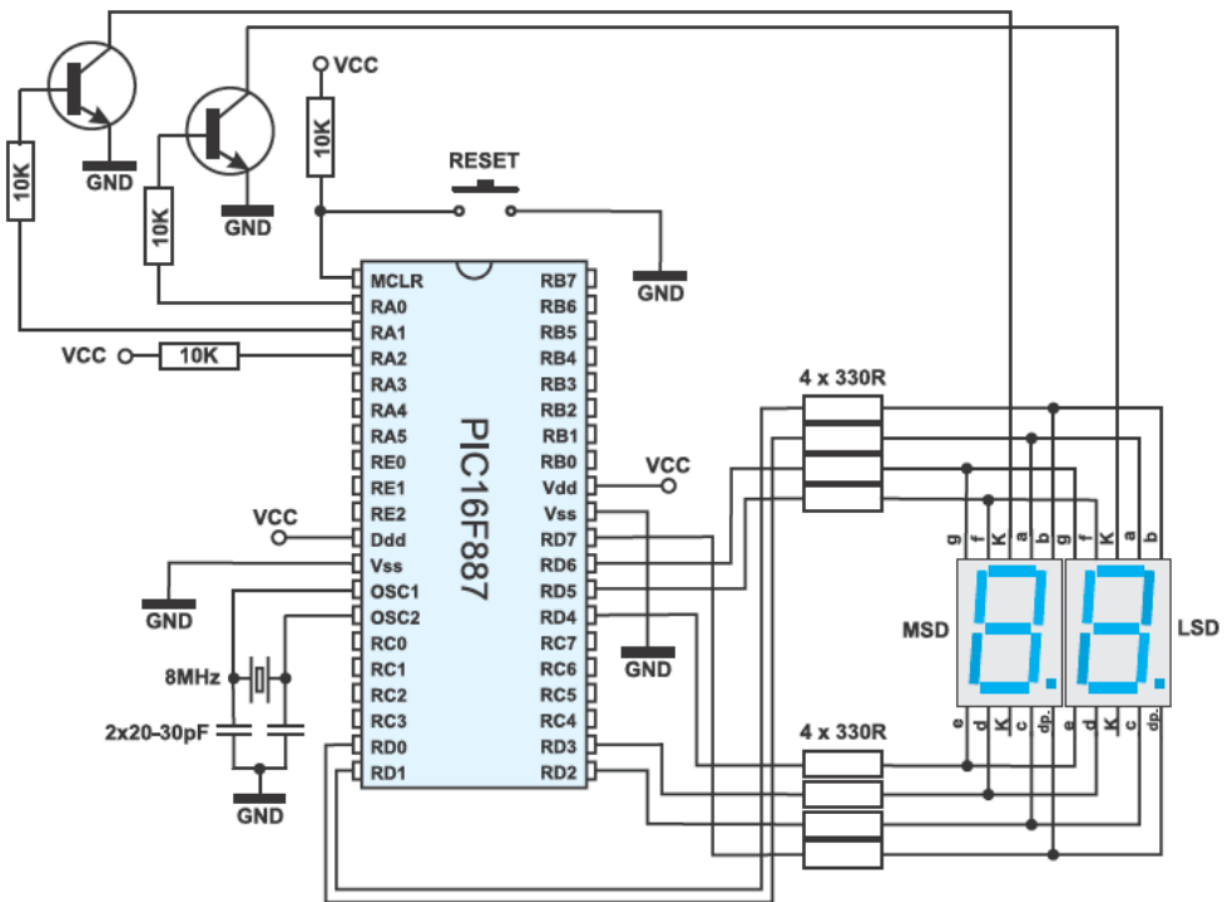 VCC
10K
GND
10K
GND
10K
RESET
GND
VCC
10K
MCLR
RA0
RA1
RA2
RA3
RA4
RA5
RE0
RE1
RE2
Ddd
Vss
OSC1
OSC2
RC0
RC1
RC2
RC3
RD0
RD1
PIC16F887
RB7
RB6
RB5
RB4
RB3
RB2
RB1
RB0
Vdd
Vss
RD7
RD6
RD5
RD4
RC7
RC6
RC5
RC4
RD3
RD2
VCC
GND
VCC
GND
8MHz
2x20-30pF
GND
4 x 330R
g f K a b g f K a b
MSD
LSD
e d K c dp. e d K c dp.
4 x 330R